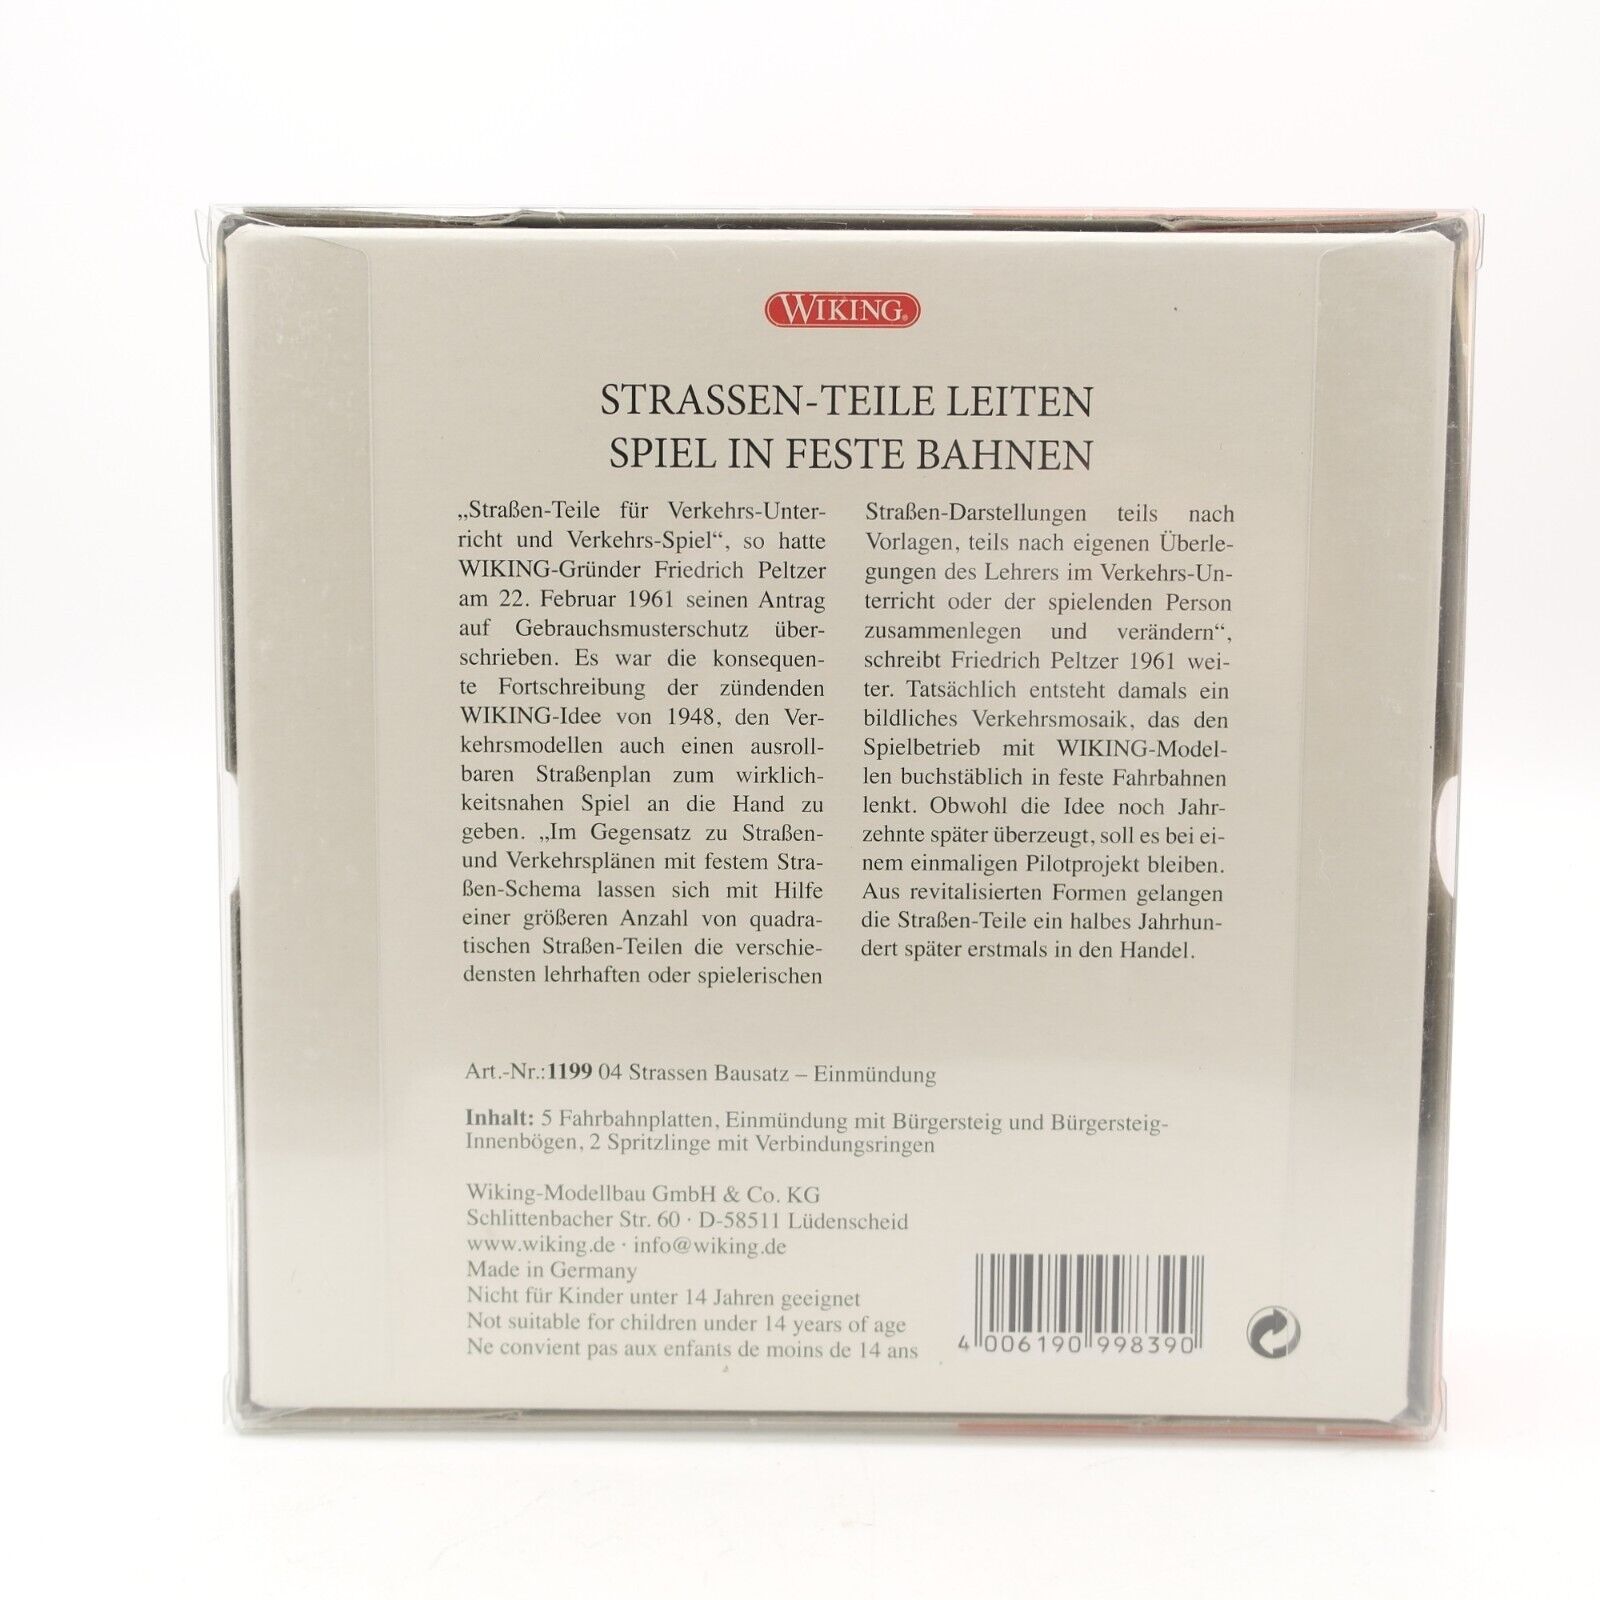 WIKING®
STRASSEN-TEILE LEITEN
SPIEL IN FESTE BAHNEN
„Straßen-Teile für Verkehrs-Unter-
richt und Verkehrs-Spiel“, so hatte
WIKING-Gründer Friedrich Peltzer
am 22. Februar 1961 seinen Antrag
auf Gebrauchsmusterschutz über-
schrieben. Es war die konsequen-
te Fortschreibung der zündenden
WIKING-Idee von 1948, den Ver-
kehrsmodellen auch einen ausroll-
baren Straßenplan zum wirklich-
keitsnahen Spiel an die Hand zu
geben. „Im Gegensatz zu Straßen-
und Verkehrsplänen mit festem Stra-
ßen-Schema lassen sich mit Hilfe
einer größeren Anzahl von quadra-
tischen Straßen-Teilen die verschie-
densten lehrhaften oder spielerischen
Straßen-Darstellungen teils nach
Vorlagen, teils nach eigenen Überle-
gungen des Lehrers im Verkehrs-Un-
terricht oder der spielenden Person
zusammenlegen und verändern“,
schreibt Friedrich Peltzer 1961 wei-
ter. Tatsächlich entsteht damals ein
bildliches Verkehrsmosaik, das den
Spielbetrieb mit WIKING-Model-
len buchstäblich in feste Fahrbahnen
lenkt. Obwohl die Idee noch Jahr-
zehnte später überzeugt, soll es bei ei-
nem einmaligen Pilotprojekt bleiben.
Aus revitalisierten Formen gelangen
die Straßen-Teile ein halbes Jahrhun-
dert später erstmals in den Handel.
Art.-Nr.:1199 04 Strassen Bausatz – Einmündung
Inhalt: 5 Fahrbahnplatten, Einmündung mit Bürgersteig und Bürgersteig-
Innenbögen, 2 Spritzlinge mit Verbindungsringen
Wiking-Modellbau GmbH & Co. KG
Schlittenbacher Str. 60 · D-58511 Lüdenscheid
www.wiking.de · info@wiking.de
Made in Germany
Nicht für Kinder unter 14 Jahren geeignet
Not suitable for children under 14 years of age
Ne convient pas aux enfants de moins de 14 ans
4 006190 998390